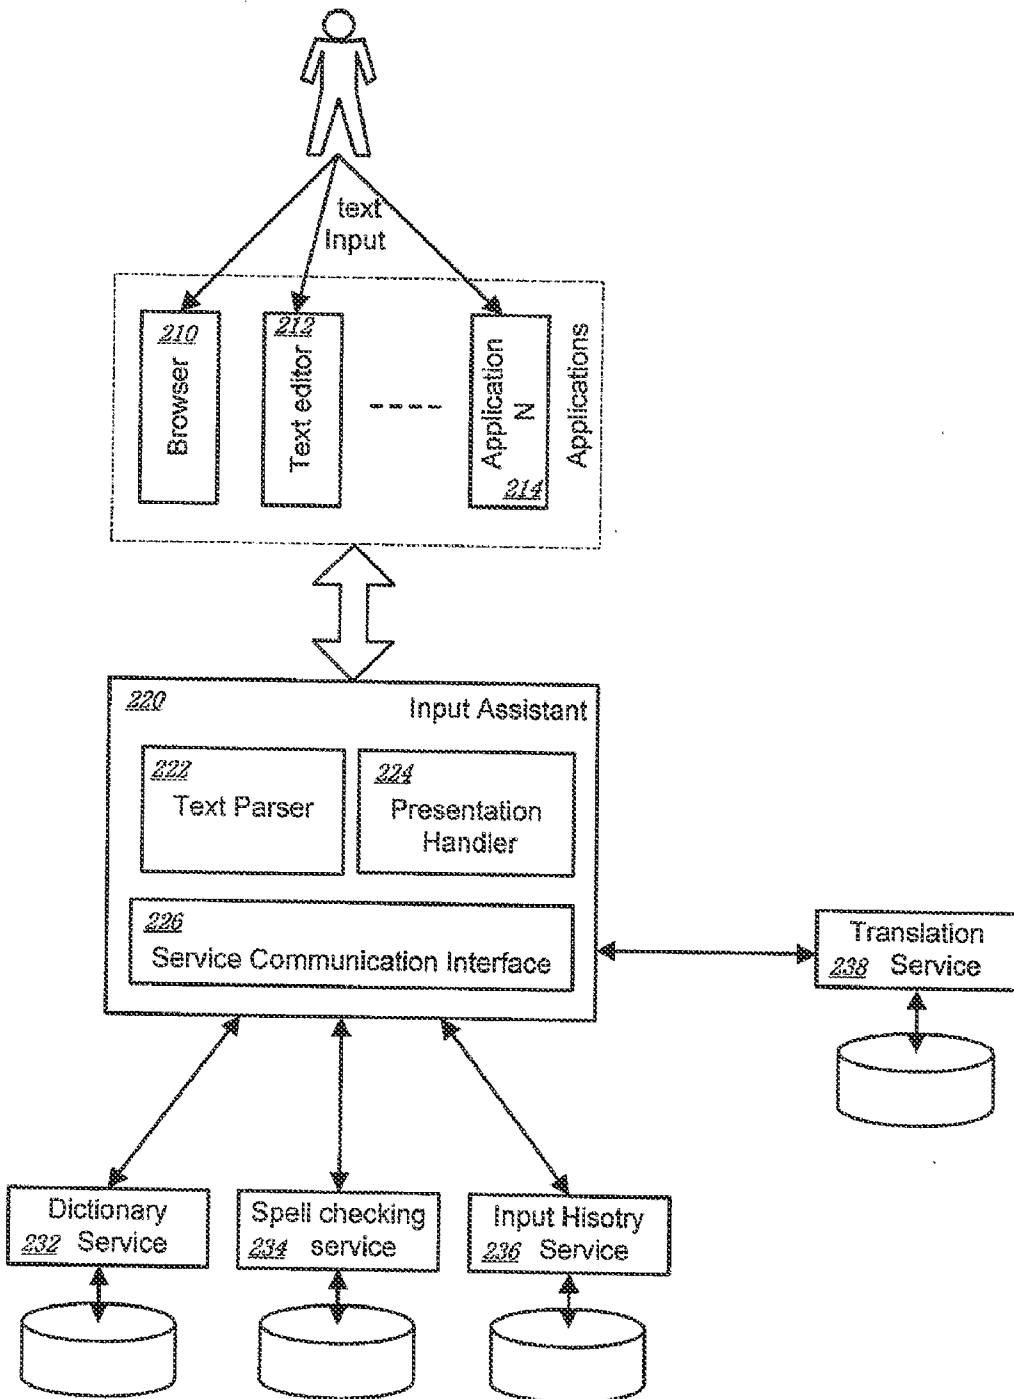 text
Input
210
Browser
212
Text editor
Application
N
214
Applications
220
Input Assistant
222
Text Parser
224
Presentation
Handler
226
Service Communication Interface
Translation
238 Service
Dictionary
232 Service
Spell checking
234 service
Input Hisotry
236 Service